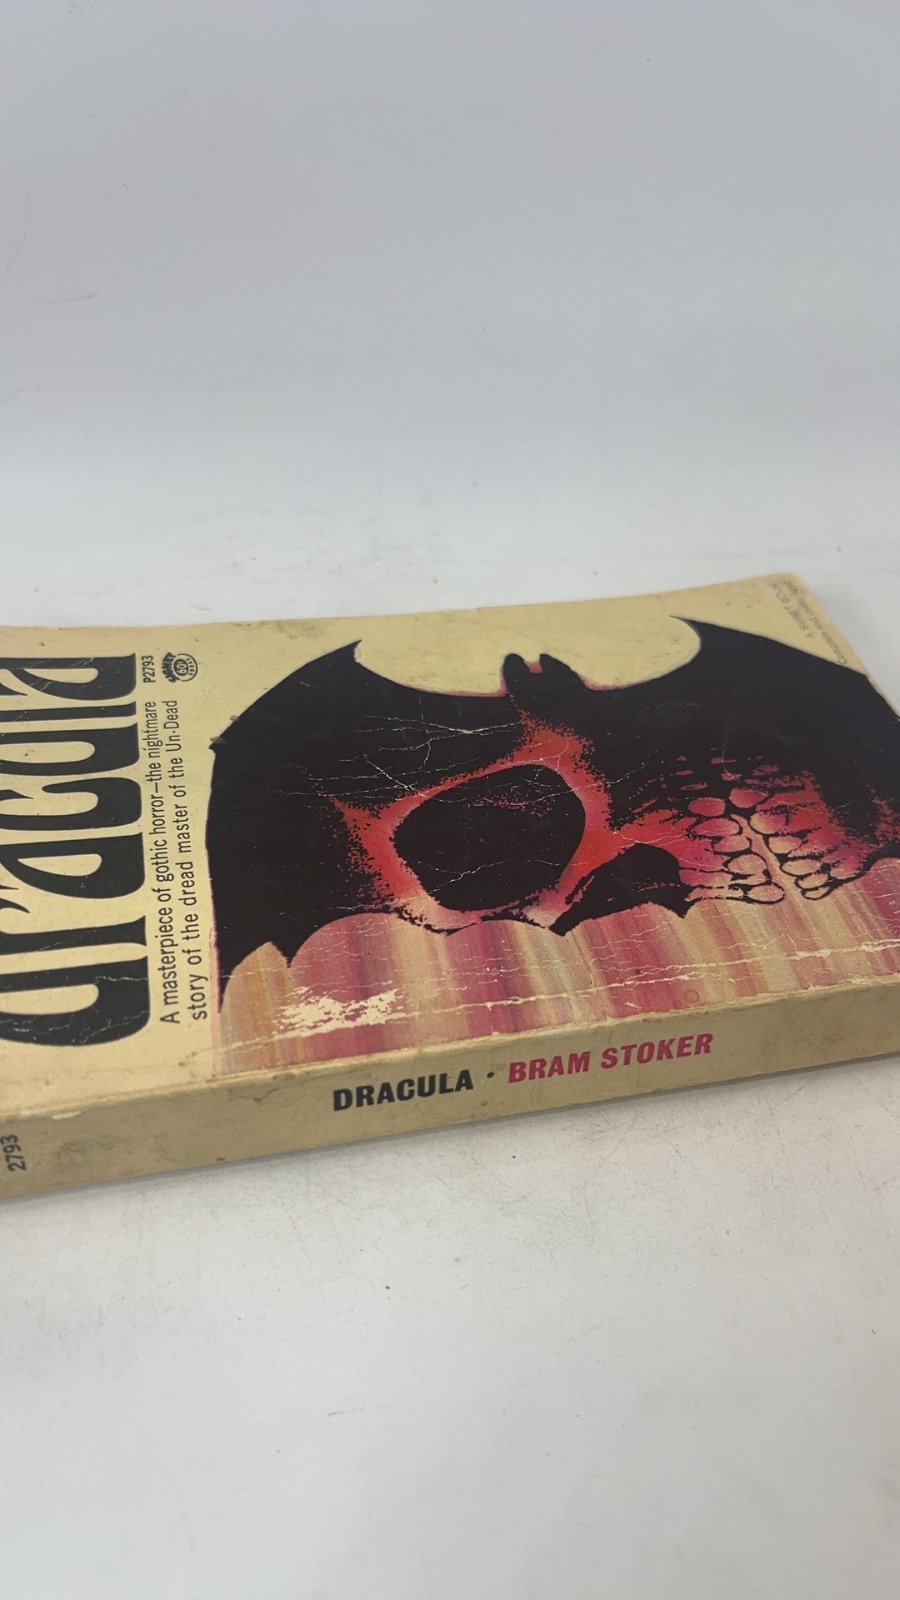 dracula
P2793
A masterpiece of gothic horror—the nightmare
story of the dread master of the Un-Dead
DRACULA · BRAM STOKER
2793